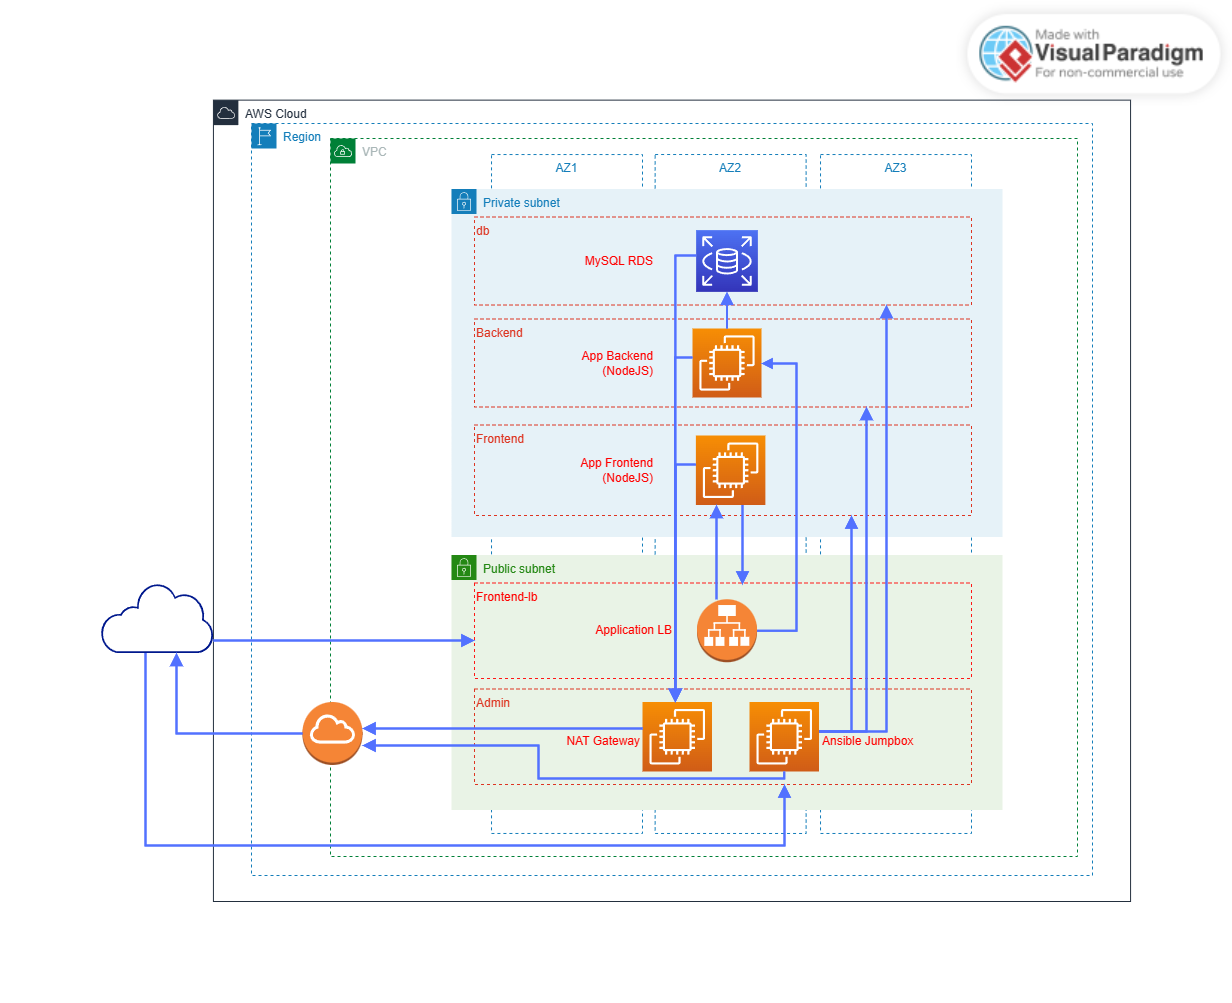 Made with
Visual Paradigm
For non-commercial use
AWS Cloud
Region
VPC
AZ1
AZ2
AZ3
Private subnet
db
MySQL RDS
Backend
App Backend
(NodeJS)
Frontend
App Frontend
(NodeJS)
Public subnet
Frontend-lb
Application LB
Admin
NAT Gateway
Ansible Jumpbox